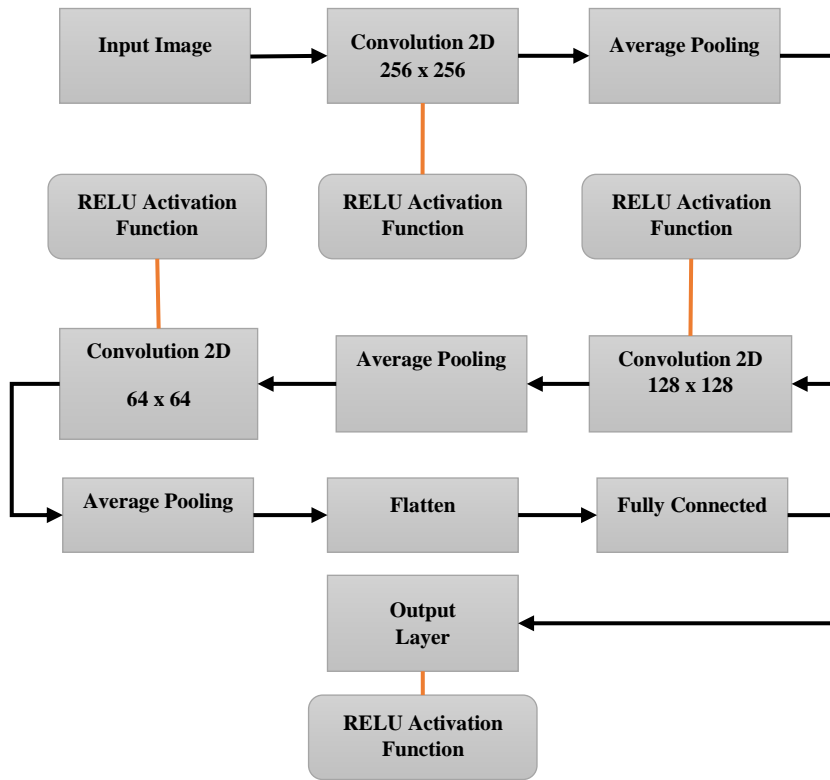 Input Image
Convolution 2D
256 x 256
Average Pooling
RELU Activation
Function
RELU Activation
Function
RELU Activation
Function
Convolution 2D
64 x 64
Average Pooling
Convolution 2D
128 x 128
Average Pooling
Flatten
Fully Connected
Output
Layer
RELU Activation
Function